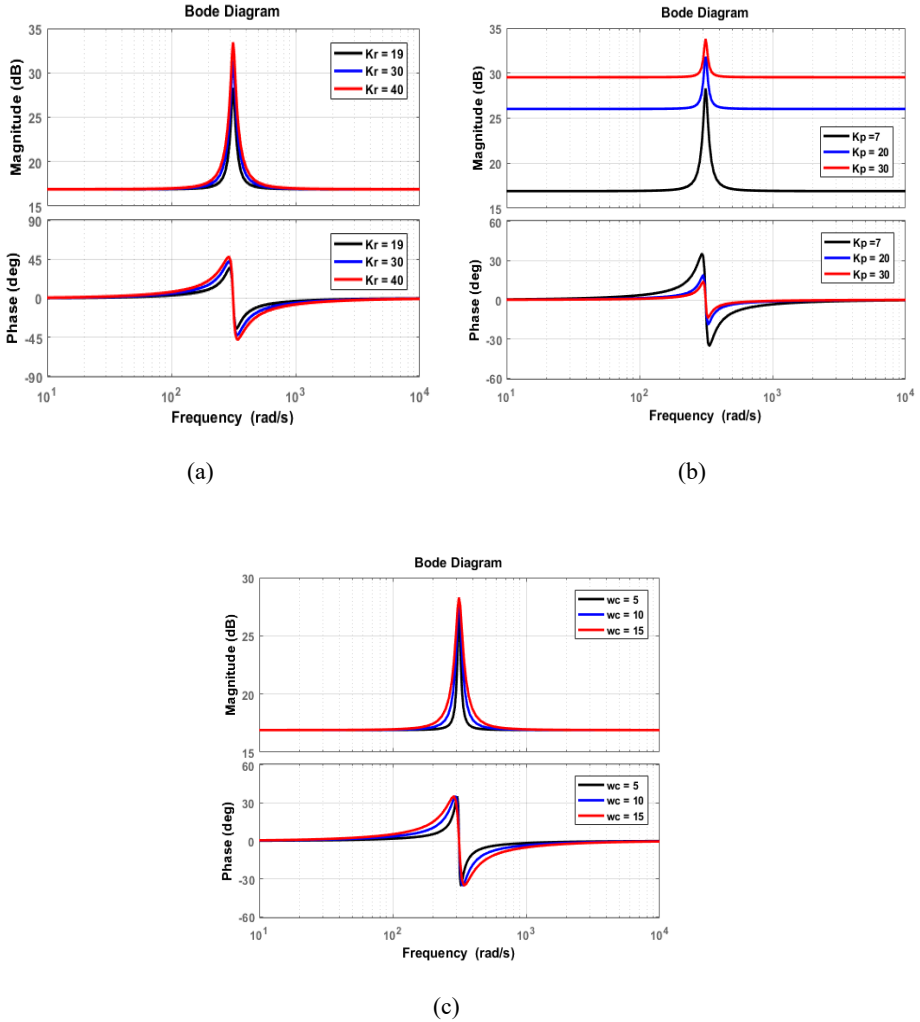 Bode Diagram
Magnitude (dB)
35
30
25
20
15
Kr = 19
Kr = 30
Kr = 40
Phase (deg)
90
45
0
-45
-90
Kr = 19
Kr = 30
Kr = 40
10^1
10^2
10^3
10^4
Frequency (rad/s)
(a)
Bode Diagram
Magnitude (dB)
35
30
25
20
15
Kp =7
Kp = 20
Kp = 30
Phase (deg)
60
30
0
-30
-60
Kp =7
Kp = 20
Kp = 30
10^1
10^2
10^3
10^4
Frequency (rad/s)
(b)
Bode Diagram
Magnitude (dB)
30
25
20
15
wc = 5
wc = 10
wc = 15
Phase (deg)
60
30
0
-30
-60
wc = 5
wc = 10
wc = 15
10^1
10^2
10^3
10^4
Frequency (rad/s)
(c)